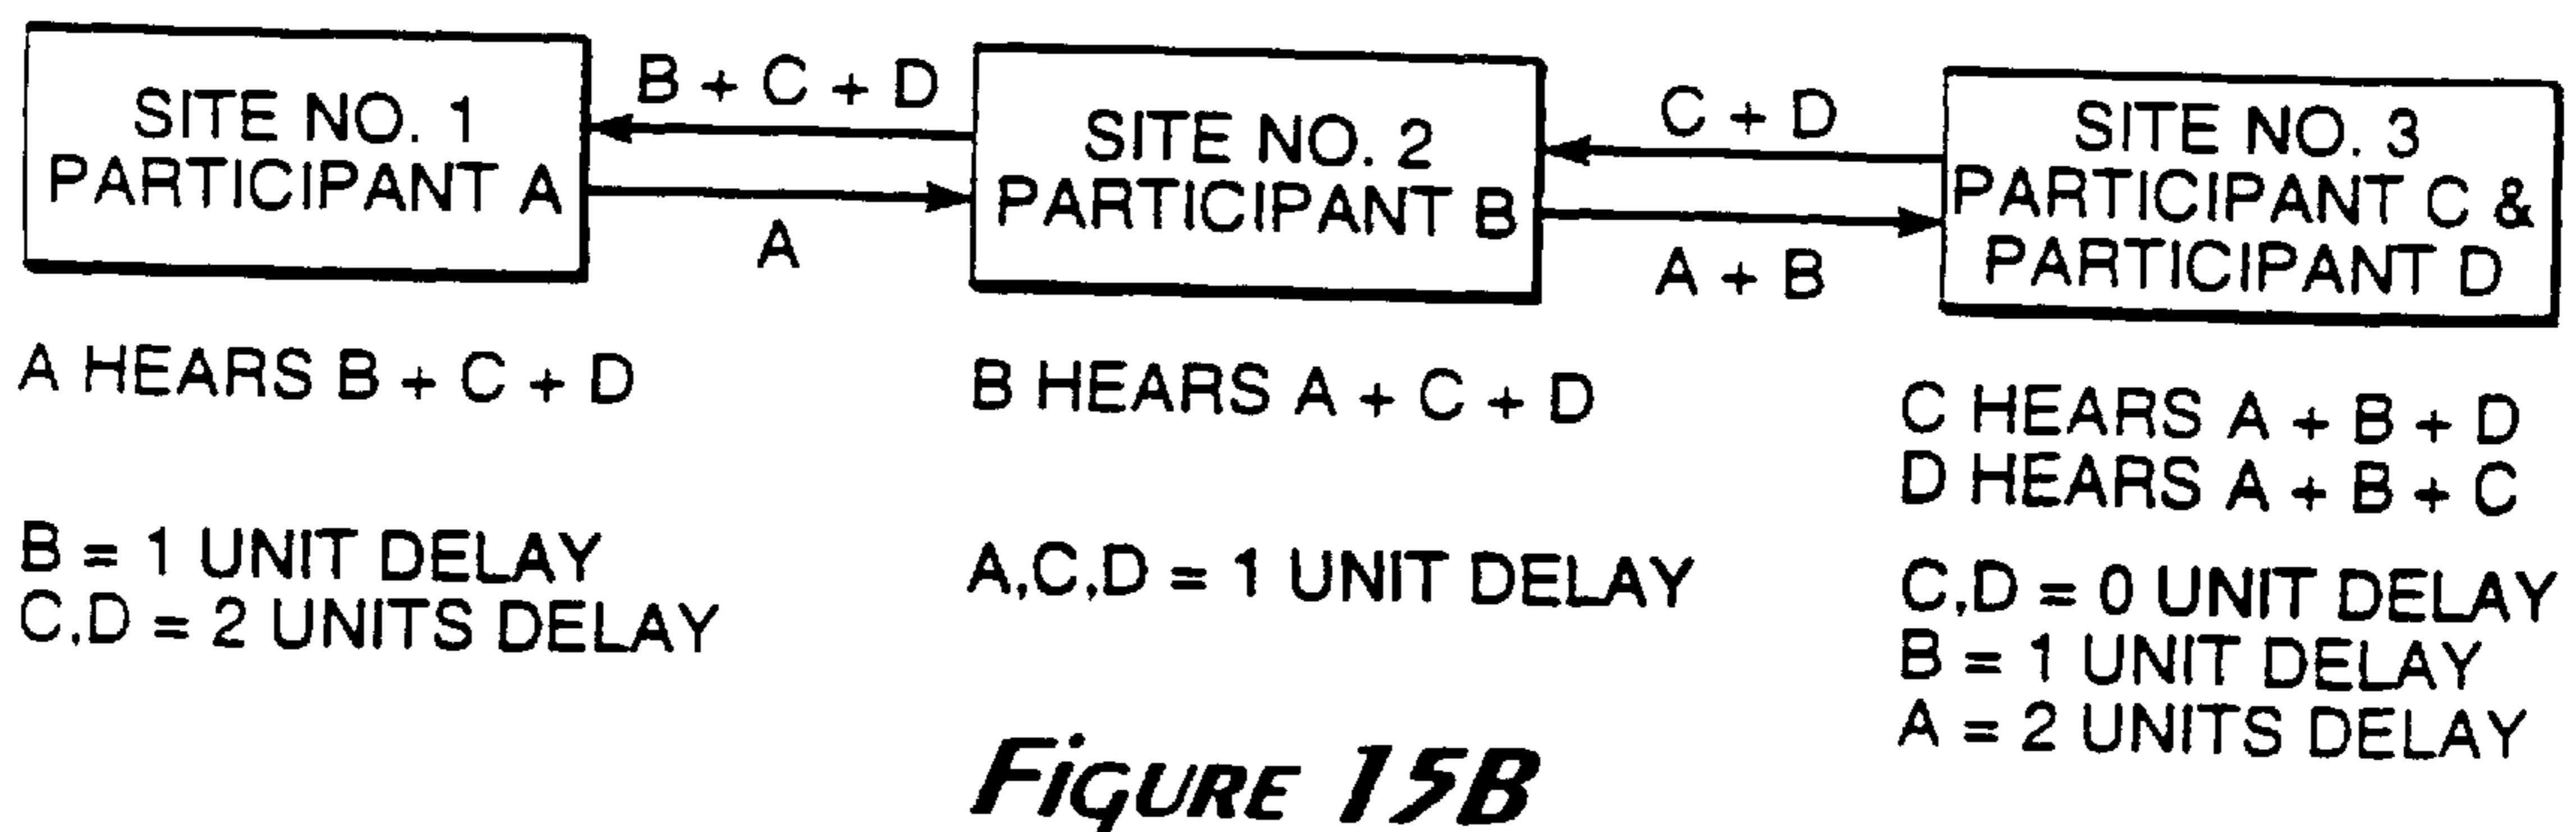 SITE NO. 1
PARTICIPANT A
B + C + D
A
SITE NO. 2
PARTICIPANT B
C + D
A + B
SITE NO. 3
PARTICIPANT C &
PARTICIPANT D
A HEARS B + C + D
B HEARS A + C + D
C HEARS A + B + D
D HEARS A + B + C
B = 1 UNIT DELAY
C,D = 2 UNITS DELAY
A,C,D = 1 UNIT DELAY
C,D = 0 UNIT DELAY
B = 1 UNIT DELAY
A = 2 UNITS DELAY
FIGURE 15B